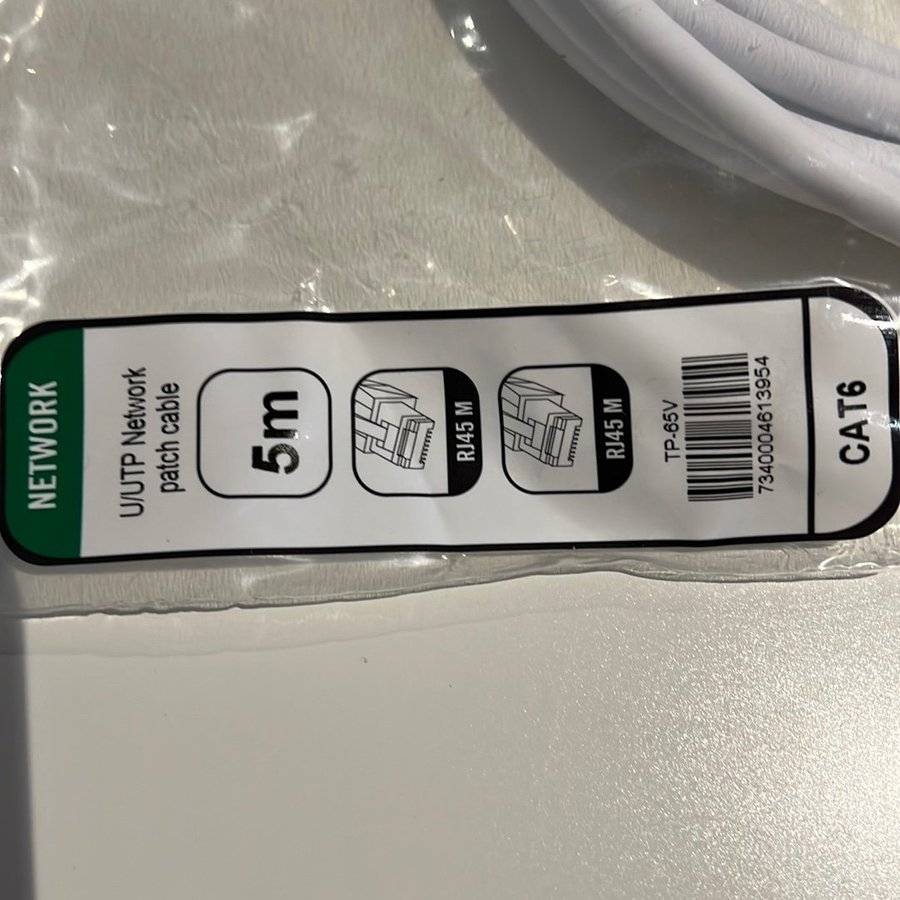 NETWORK
U/UTP Network
patch cable
5m
RJ45 M
RJ45 M
TP-65V
7340004613954
CAT6